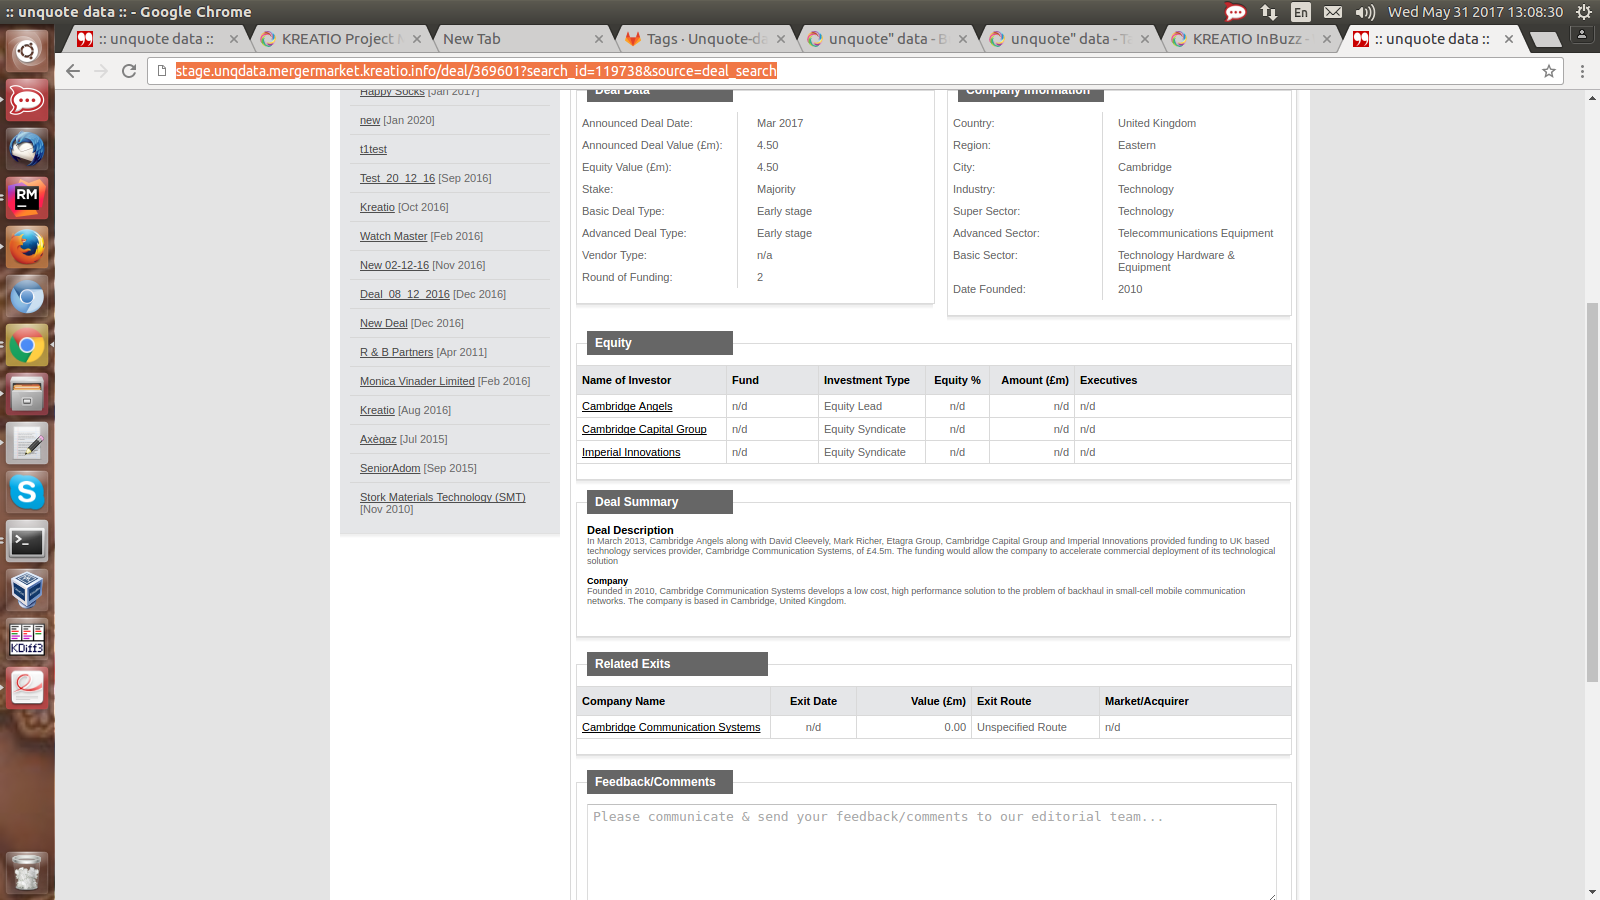 :: unquote data :: - Google Chrome
En
Wed May 31 2017 13:08:30
:: unquote data ::
KREATIO Project M
New Tab
Tags · Unquote-da
unquote" data - B
unquote" data - Ta
KREATIO InBuzz -
:: unquote data ::
stage.unqdata.mergermarket.kreatio.info/deal/369601?search_id=119738&source=deal_search
Happy Socks [Jan 2017]
new [Jan 2020]
t1test
Test_20_12_16 [Sep 2016]
Kreatio [Oct 2016]
Watch Master [Feb 2016]
New 02-12-16 [Nov 2016]
Deal_08_12_2016 [Dec 2016]
New Deal [Dec 2016]
R & B Partners [Apr 2011]
Monica Vinader Limited [Feb 2016]
Kreatio [Aug 2016]
Axèqaz [Jul 2015]
SeniorAdom [Sep 2015]
Stork Materials Technology (SMT)
[Nov 2010]
Deal Data
Announced Deal Date: Mar 2017
Announced Deal Value (£m): 4.50
Equity Value (£m): 4.50
Stake: Majority
Basic Deal Type: Early stage
Advanced Deal Type: Early stage
Vendor Type: n/a
Round of Funding: 2
Company Information
Country: United Kingdom
Region: Eastern
City: Cambridge
Industry: Technology
Super Sector: Technology
Advanced Sector: Telecommunications Equipment
Basic Sector: Technology Hardware &
Equipment
Date Founded: 2010
Equity
Name of Investor Fund Investment Type Equity % Amount (£m) Executives
Cambridge Angels n/d Equity Lead n/d n/d n/d
Cambridge Capital Group n/d Equity Syndicate n/d n/d n/d
Imperial Innovations n/d Equity Syndicate n/d n/d n/d
Deal Summary
Deal Description
In March 2013, Cambridge Angels along with David Cleevely, Mark Richer, Etagra Group, Cambridge Capital Group and Imperial Innovations provided funding to UK based
technology services provider, Cambridge Communication Systems, of £4.5m. The funding would allow the company to accelerate commercial deployment of its technological
solution
Company
Founded in 2010, Cambridge Communication Systems develops a low cost, high performance solution to the problem of backhaul in small-cell mobile communication
networks. The company is based in Cambridge, United Kingdom.
Related Exits
Company Name Exit Date Value (£m) Exit Route Market/Acquirer
Cambridge Communication Systems n/d 0.00 Unspecified Route n/d
Feedback/Comments
Please communicate & send your feedback/comments to our editorial team...
RM
S
>_
KDiff3